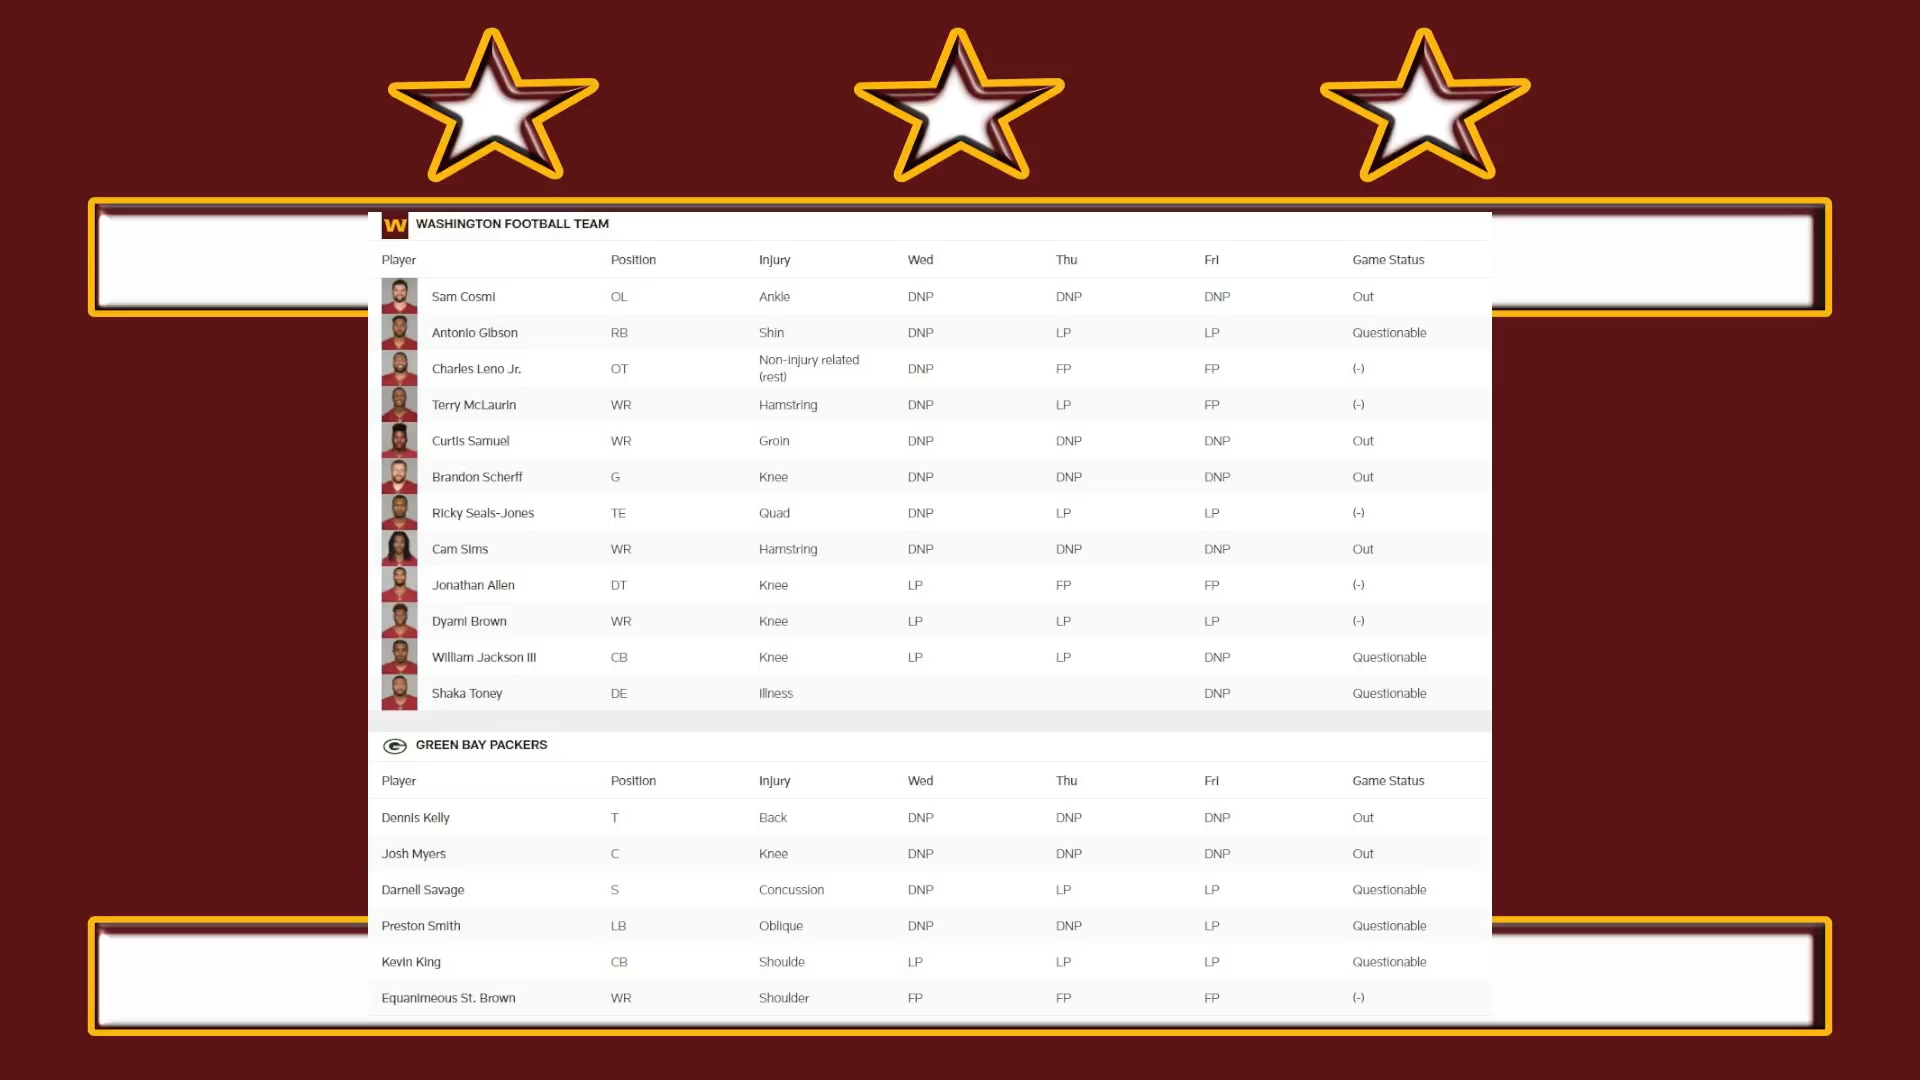 W WASHINGTON FOOTBALL TEAM
Player Position Injury Wed Thu Fri Game Status
Sam Cosmi OL Ankle DNP DNP DNP Out
Antonio Gibson RB Shin DNP LP LP Questionable
Charles Leno Jr. OT Non-injury related (rest) DNP FP FP (-)
Terry McLaurin WR Hamstring DNP LP FP (-)
Curtis Samuel WR Groin DNP DNP DNP Out
Brandon Scherff G Knee DNP DNP DNP Out
Ricky Seals-Jones TE Quad DNP LP LP (-)
Cam Sims WR Hamstring DNP DNP DNP Out
Jonathan Allen DT Knee LP FP FP (-)
Dyami Brown WR Knee LP LP LP (-)
William Jackson III CB Knee LP LP DNP Questionable
Shaka Toney DE Illness DNP Questionable
G GREEN BAY PACKERS
Player Position Injury Wed Thu Fri Game Status
Dennis Kelly T Back DNP DNP DNP Out
Josh Myers C Knee DNP DNP DNP Out
Darnell Savage S Concussion DNP LP LP Questionable
Preston Smith LB Oblique DNP DNP LP Questionable
Kevin King CB Shoulde LP LP LP Questionable
Equanimeous St. Brown WR Shoulder FP FP FP (-)